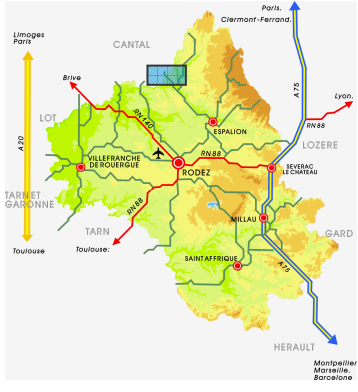 Paris.
Clermont-Ferrand.
Limoges
Paris
CANTAL
Brive
A75
Lyon.
RN88
LOT
RN140
A20
ESPALION
LOZERE
RN88
VILLEFRANCHE
DE ROUERGUE
RODEZ
SEVERAC
LE CHATEAU
TARN ET
GARONNE
RN88
MILLAU
TARN
GARD
Toulouse
Toulouse:
SAINT AFFRIQUE
A75
HERAULT
Montpellier
Marseille.
Barcelone